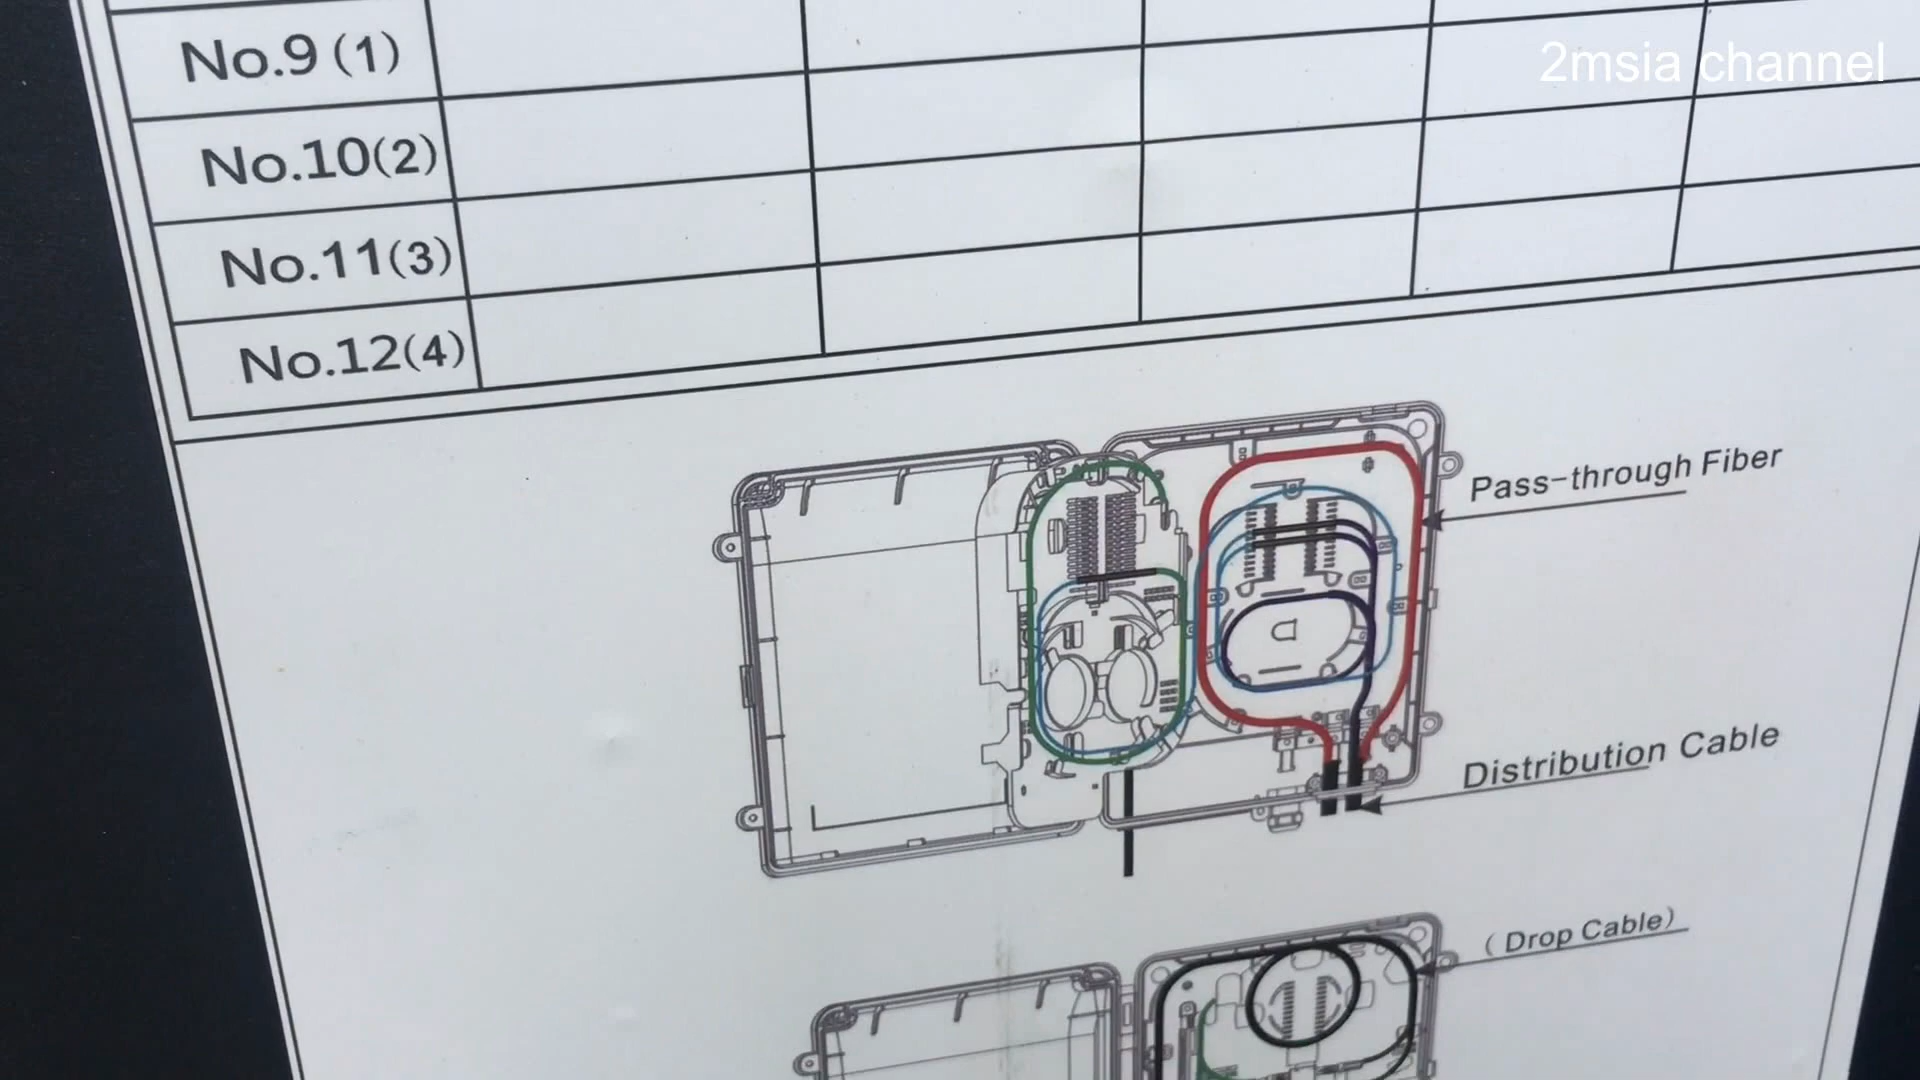 2msia channel
No.9 (1)
No.10(2)
No.11(3)
No.12(4)
Pass-through Fiber
Distribution Cable
( Drop Cable)